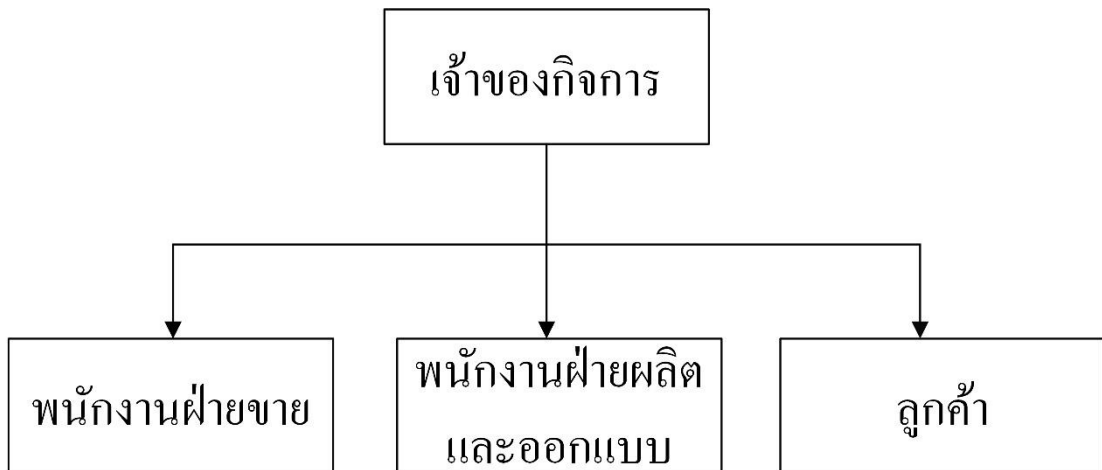 เจ้าของกิจการ
พนักงานฝ่ายขาย
พนักงานฝ่ายผลิต
และออกแบบ
ลูกค้า